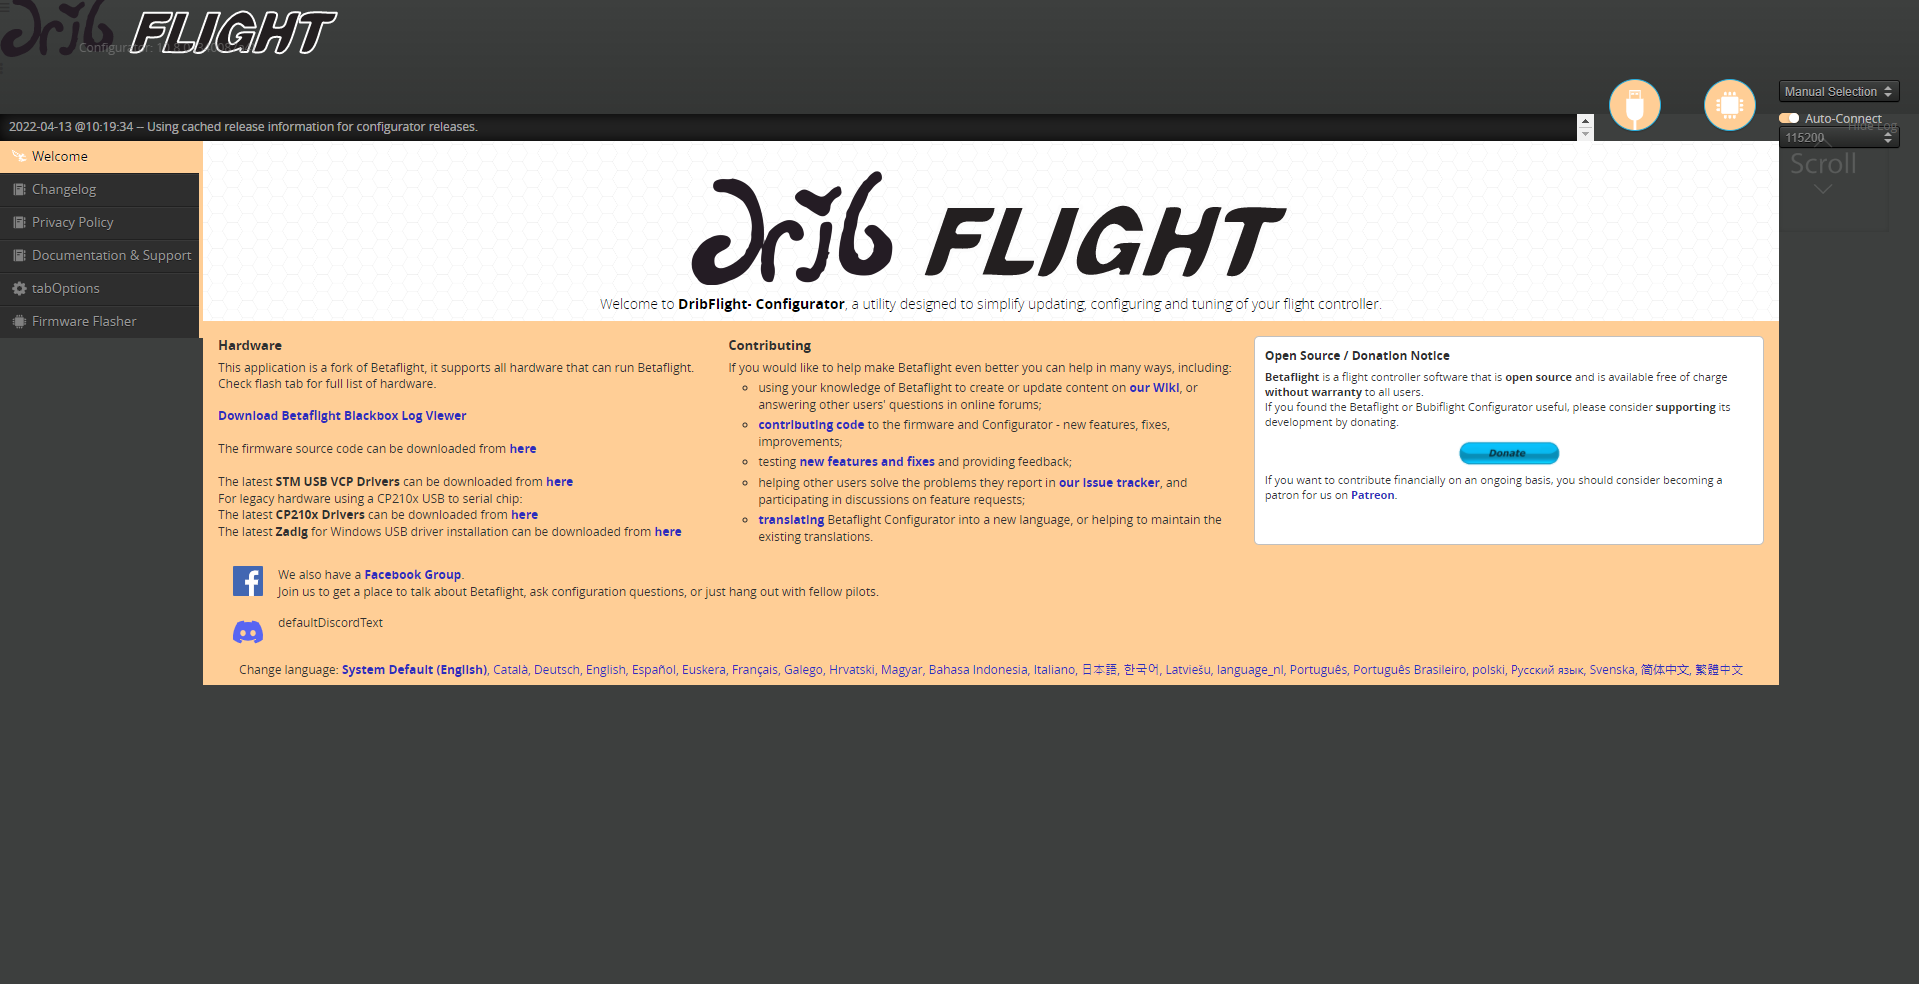 Drib FLIGHT
Configurator: 10.8.0
Manual Selection
Auto-Connect
Hide Log
115200
Scroll
2022-04-13 @10:19:34 -- Using cached release information for configurator releases.
Welcome
Changelog
Privacy Policy
Documentation & Support
tabOptions
Firmware Flasher
Drib FLIGHT
Welcome to DribFlight- Configurator, a utility designed to simplify updating, configuring and tuning of your flight controller.
Hardware
This application is a fork of Betaflight, it supports all hardware that can run Betaflight.
Check flash tab for full list of hardware.
Download Betaflight Blackbox Log Viewer
The firmware source code can be downloaded from here
The latest STM USB VCP Drivers can be downloaded from here
For legacy hardware using a CP210x USB to serial chip:
The latest CP210x Drivers can be downloaded from here
The latest Zadig for Windows USB driver installation can be downloaded from here
Contributing
If you would like to help make Betaflight even better you can help in many ways, including:
using your knowledge of Betaflight to create or update content on our Wiki, or
answering other users' questions in online forums;
contributing code to the firmware and Configurator - new features, fixes,
improvements;
testing new features and fixes and providing feedback;
helping other users solve the problems they report in our issue tracker, and
participating in discussions on feature requests;
translating Betaflight Configurator into a new language, or helping to maintain the
existing translations.
Open Source / Donation Notice
Betaflight is a flight controller software that is open source and is available free of charge
without warranty to all users.
If you found the Betaflight or Bubiflight Configurator useful, please consider supporting its
development by donating.
Donate
If you want to contribute financially on an ongoing basis, you should consider becoming a
patron for us on Patreon.
We also have a Facebook Group.
Join us to get a place to talk about Betaflight, ask configuration questions, or just hang out with fellow pilots.
defaultDiscordText
Change language: System Default (English), Català, Deutsch, English, Español, Euskera, Français, Galego, Hrvatski, Magyar, Bahasa Indonesia, Italiano, 日本語, 한국어, Latviešu, language_nl, Português, Português Brasileiro, polski, Русский язык, Svenska, 简体中文, 繁體中文